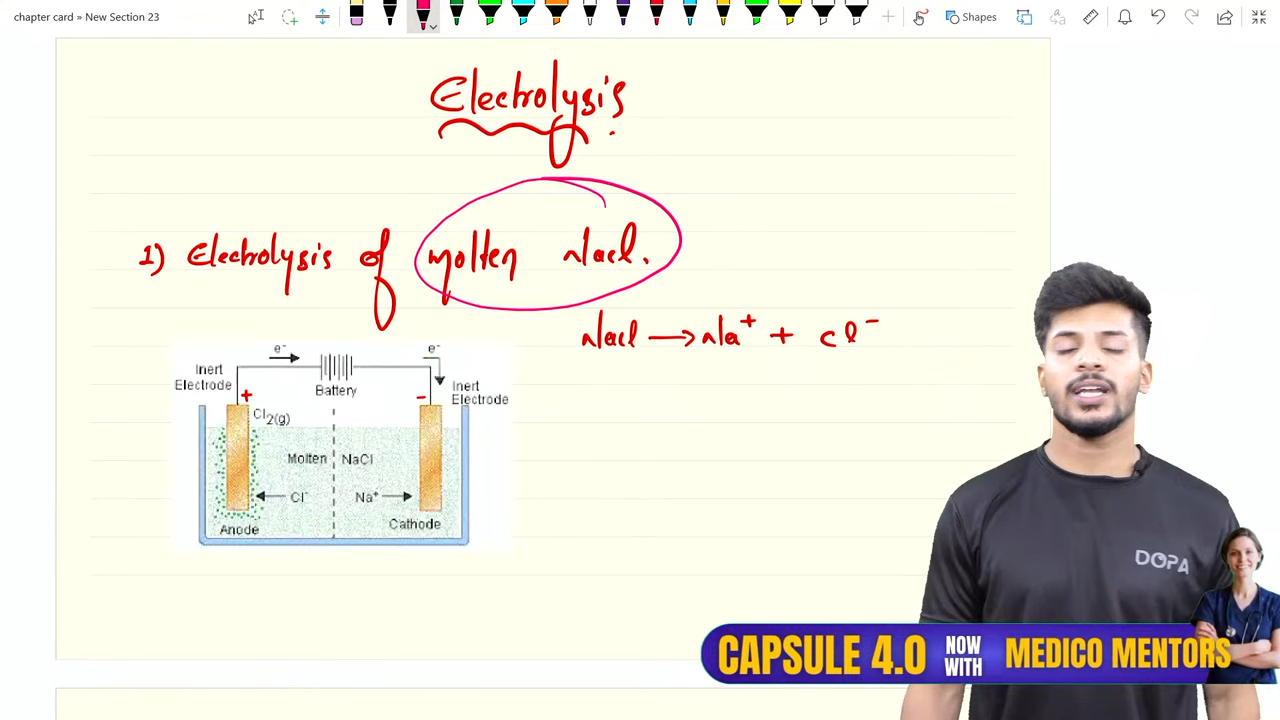 chapter card » New Section 23
Shapes
Electrolysis
1) Electrolysis of molten Nacl.
Nacl → Na⁺ + cl⁻
e⁻
e⁻
Inert
Electrode
Battery
Inert
Electrode
+
-
Cl2(g)
Molten NaCl
Cl⁻
Na⁺
Anode
Cathode
DOPA
CAPSULE 4.0 NOW WITH MEDICO MENTORS